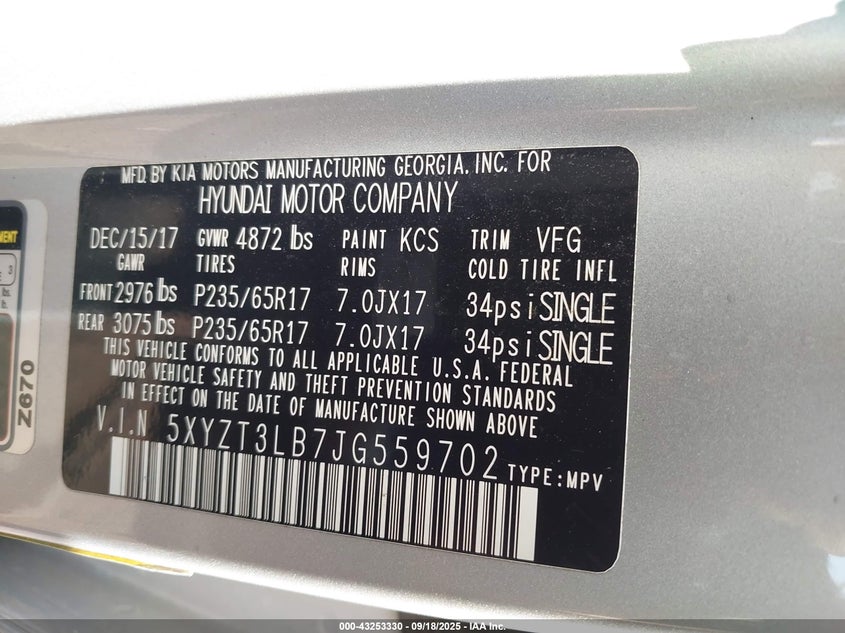 MFD. BY KIA MOTORS MANUFACTURING GEORGIA, INC. FOR
HYUNDAI MOTOR COMPANY
DEC/15/17 GVWR 4872 lbs PAINT KCS TRIM VFG
GAWR TIRES RIMS COLD TIRE INFL
FRONT 2976 lbs P235/65R17 7.0JX17 34psi SINGLE
REAR 3075 lbs P235/65R17 7.0JX17 34psi SINGLE
THIS VEHICLE CONFORMS TO ALL APPLICABLE U.S.A. FEDERAL
MOTOR VEHICLE SAFETY AND THEFT PREVENTION STANDARDS
IN EFFECT ON THE DATE OF MANUFACTURE SHOWN ABOVE
V.I.N 5XYZT3LB7JG559702 TYPE:MPV
Z670
000-43253330 - 09/18/2025 - IAA, Inc.